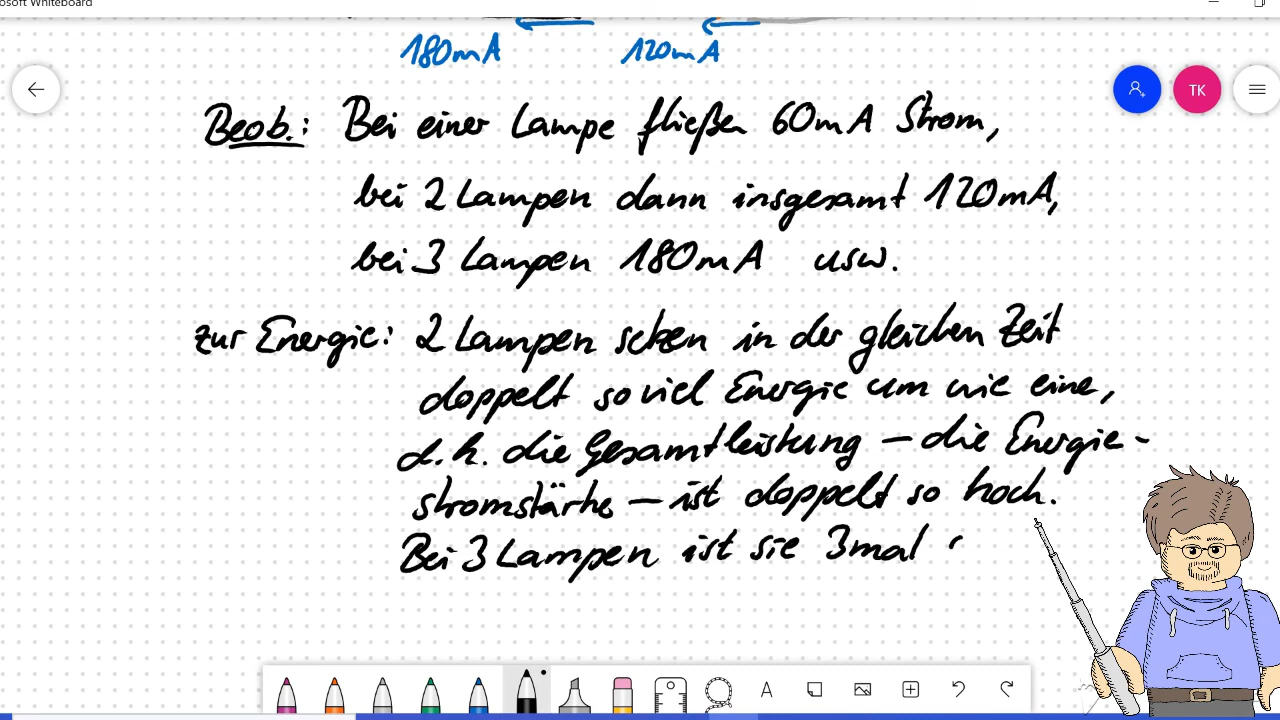 osoft Whiteboard
180mA 120mA
TK
Beob.: Bei einer Lampe fließen 60mA Strom,
bei 2 Lampen dann insgesamt 120mA,
bei 3 Lampen 180mA usw.
zur Energie: 2 Lampen setzen in der gleichen Zeit
doppelt so viel Energie um wie eine,
d.h. die Gesamtleistung – die Energie-
stromstärke – ist doppelt so hoch.
Bei 3 Lampen ist sie 3mal